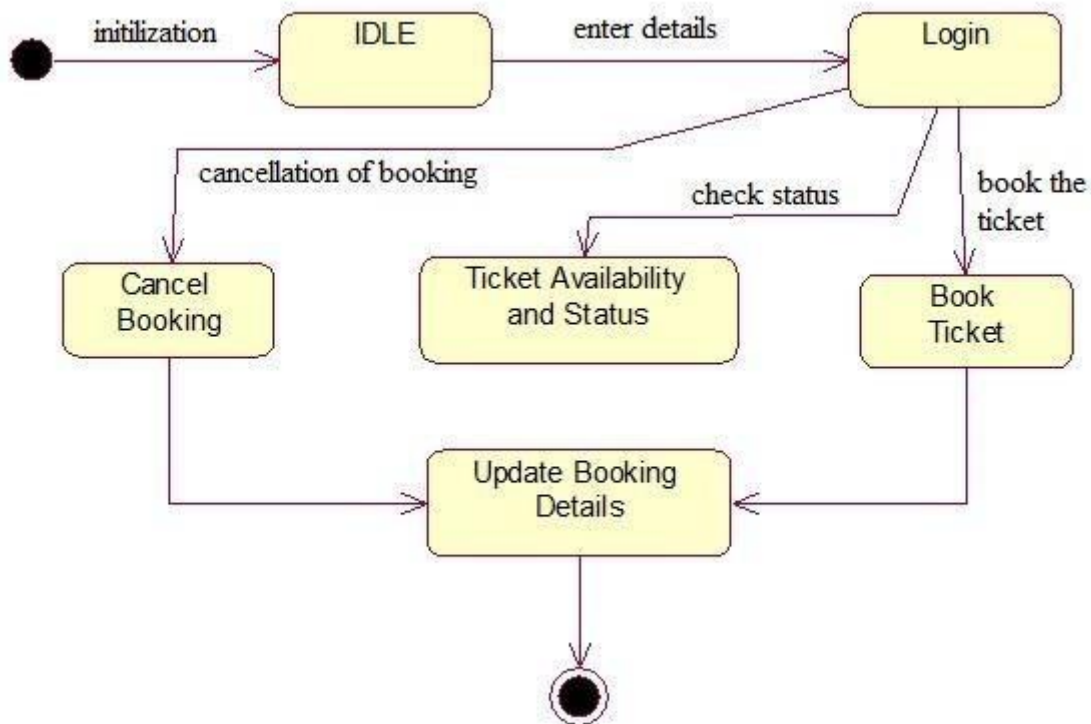 initilization
IDLE
enter details
Login
cancellation of booking
check status
book the
ticket
Cancel
Booking
Ticket Availability
and Status
Book
Ticket
Update Booking
Details